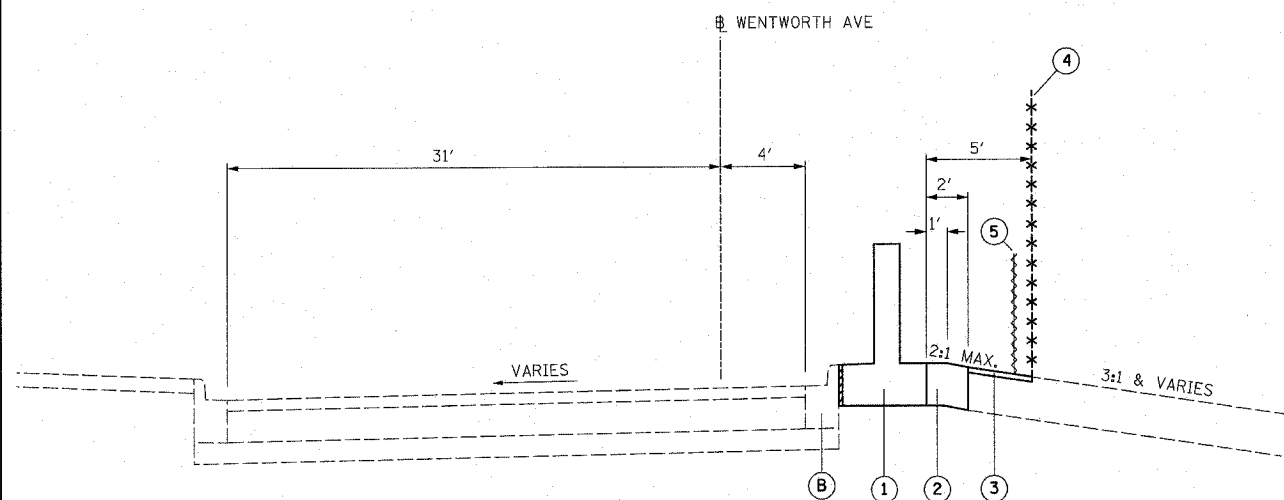 ℄ WENTWORTH AVE
4
31'
4'
5'
2'
1'
5
VARIES
2:1 MAX.
3:1 & VARIES
B
1
2
3